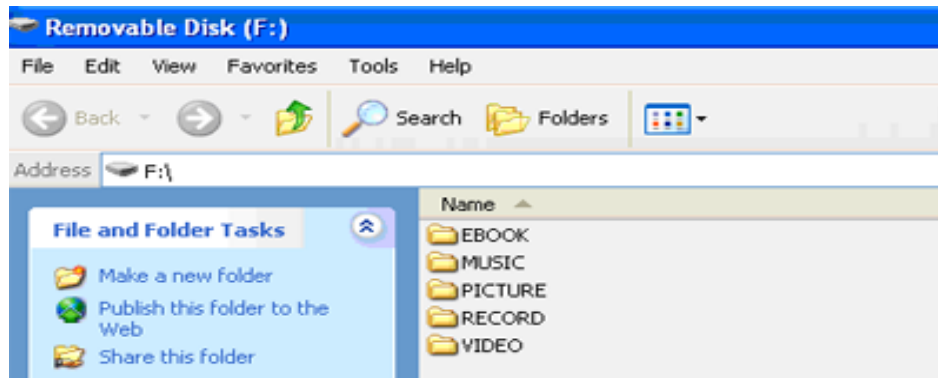 Removable Disk (F:)
File Edit View Favorites Tools Help
Back Search Folders
Address F:\
Name
File and Folder Tasks
EBOOK
MUSIC
Make a new folder
PICTURE
Publish this folder to the
Web
RECORD
VIDEO
Share this folder